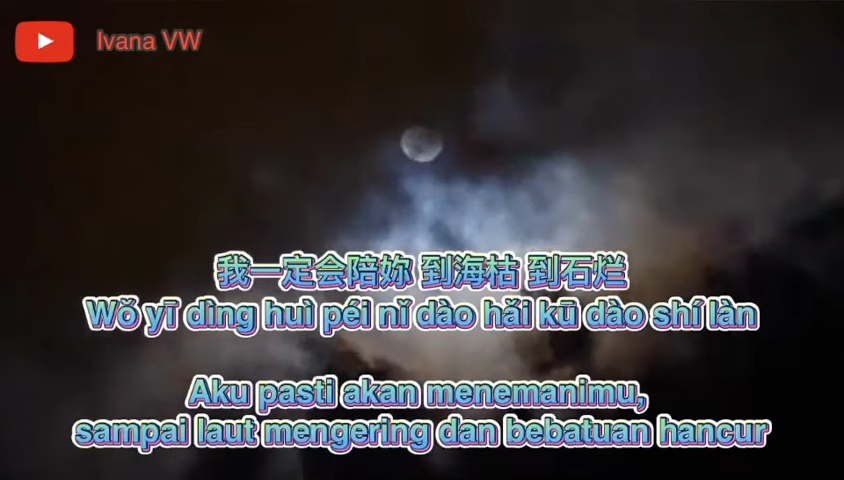 Ivana VW
我一定会陪妳 到海枯 到石烂
Wǒ yī dìng huì péi nǐ dào hǎi kū dào shí làn
Aku pasti akan menemanimu,
sampai laut mengering dan bebatuan hancur